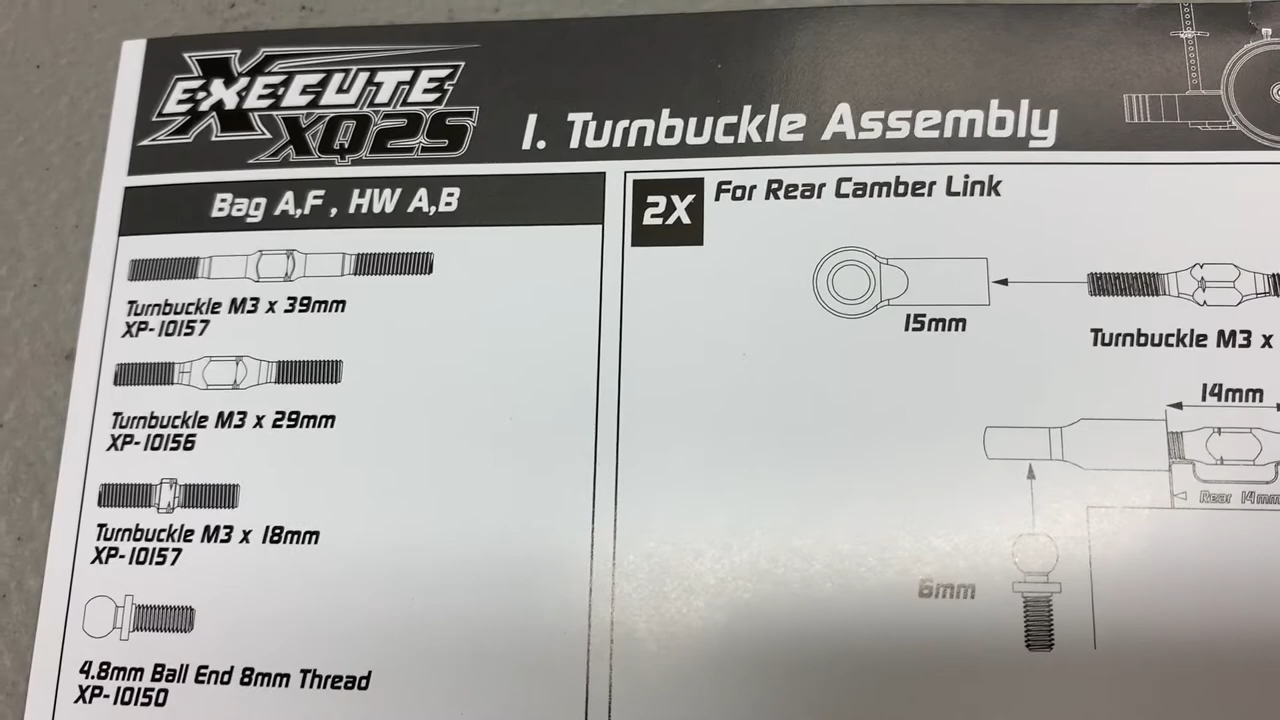 EXECUTE
XQ2S
1. Turnbuckle Assembly
Bag A,F , HW A,B
Turnbuckle M3 x 39mm
XP-10157
Turnbuckle M3 x 29mm
XP-10156
Turnbuckle M3 x 18mm
XP-10157
4.8mm Ball End 8mm Thread
XP-10150
2X
For Rear Camber Link
15mm
Turnbuckle M3 x
14mm
Rear 14mm
6mm